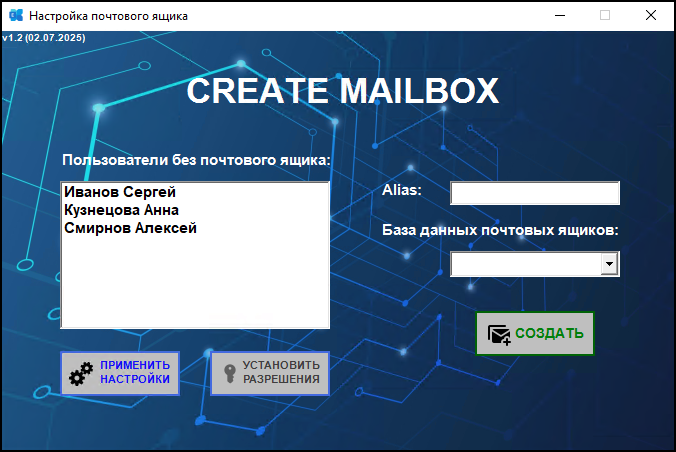 Настройка почтового ящика
v1.2 (02.07.2025)
CREATE MAILBOX
Пользователи без почтового ящика:
Иванов Сергей
Кузнецова Анна
Смирнов Алексей
Alias:
База данных почтовых ящиков:
СОЗДАТЬ
ПРИМЕНИТЬ
НАСТРОЙКИ
УСТАНОВИТЬ
РАЗРЕШЕНИЯ